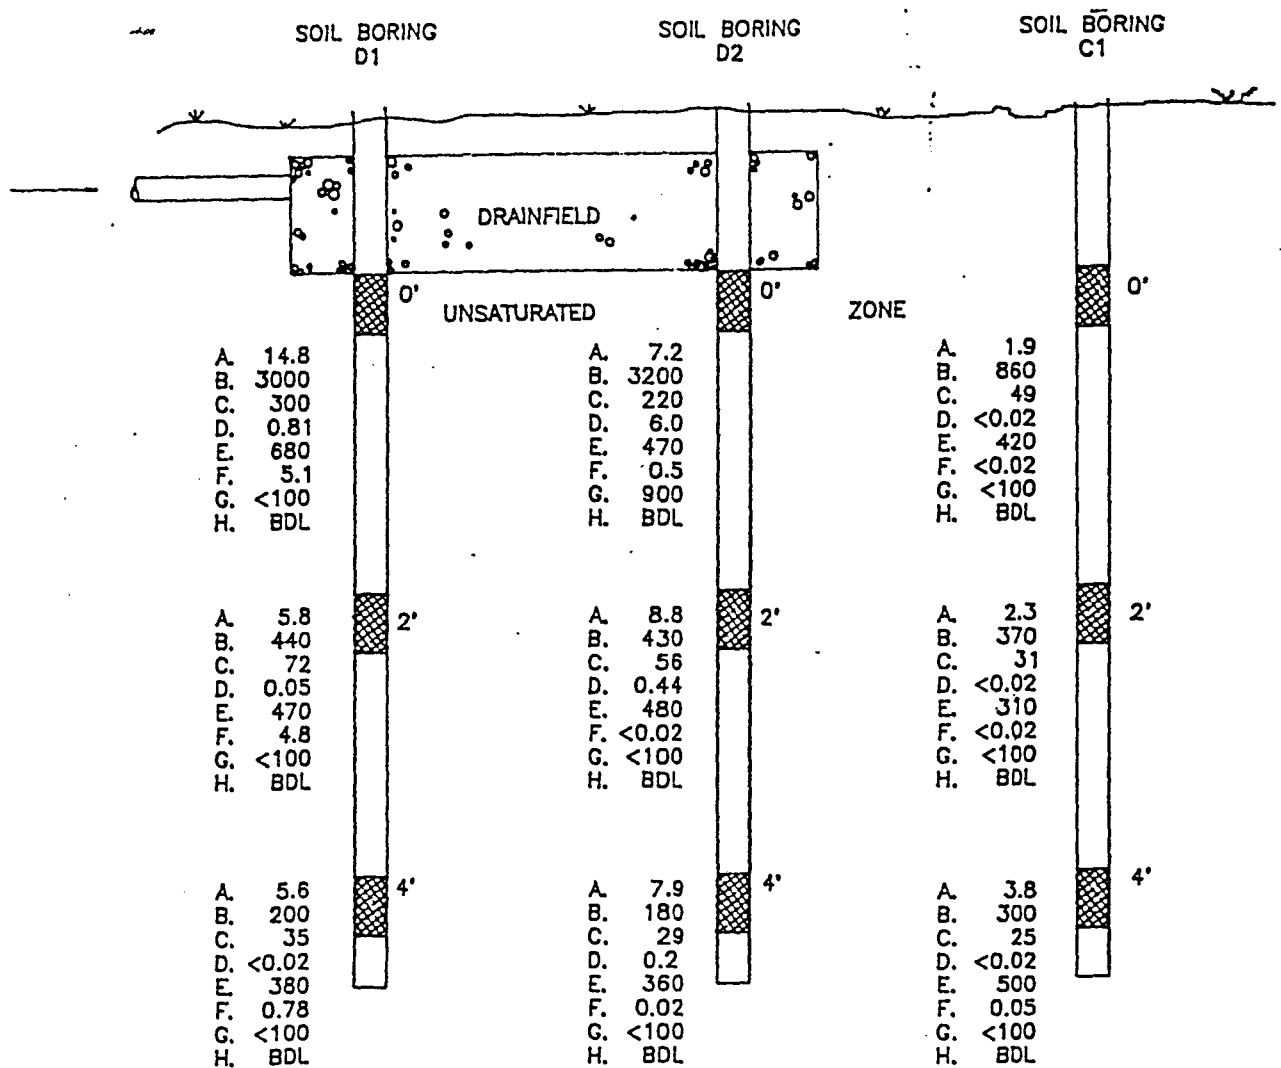 SOIL BORING
D1
SOIL BORING
D2
SOIL BORING
C1
DRAINFIELD
0'
UNSATURATED
0'
ZONE
0'
A. 14.8
B. 3000
C. 300
D. 0.81
E. 680
F. 5.1
G. <100
H. BDL
A. 7.2
B. 3200
C. 220
D. 6.0
E. 470
F. 0.5
G. 900
H. BDL
A. 1.9
B. 860
C. 49
D. <0.02
E. 420
F. <0.02
G. <100
H. BDL
2'
2'
2'
A. 5.8
B. 440
C. 72
D. 0.05
E. 470
F. 4.8
G. <100
H. BDL
A. 8.8
B. 430
C. 56
D. 0.44
E. 480
F. <0.02
G. <100
H. BDL
A. 2.3
B. 370
C. 31
D. <0.02
E. 310
F. <0.02
G. <100
H. BDL
4'
4'
4'
A. 5.6
B. 200
C. 35
D. <0.02
E. 380
F. 0.78
G. <100
H. BDL
A. 7.9
B. 180
C. 29
D. 0.2
E. 360
F. 0.02
G. <100
H. BDL
A. 3.8
B. 300
C. 25
D. <0.02
E. 500
F. 0.05
G. <100
H. BDL